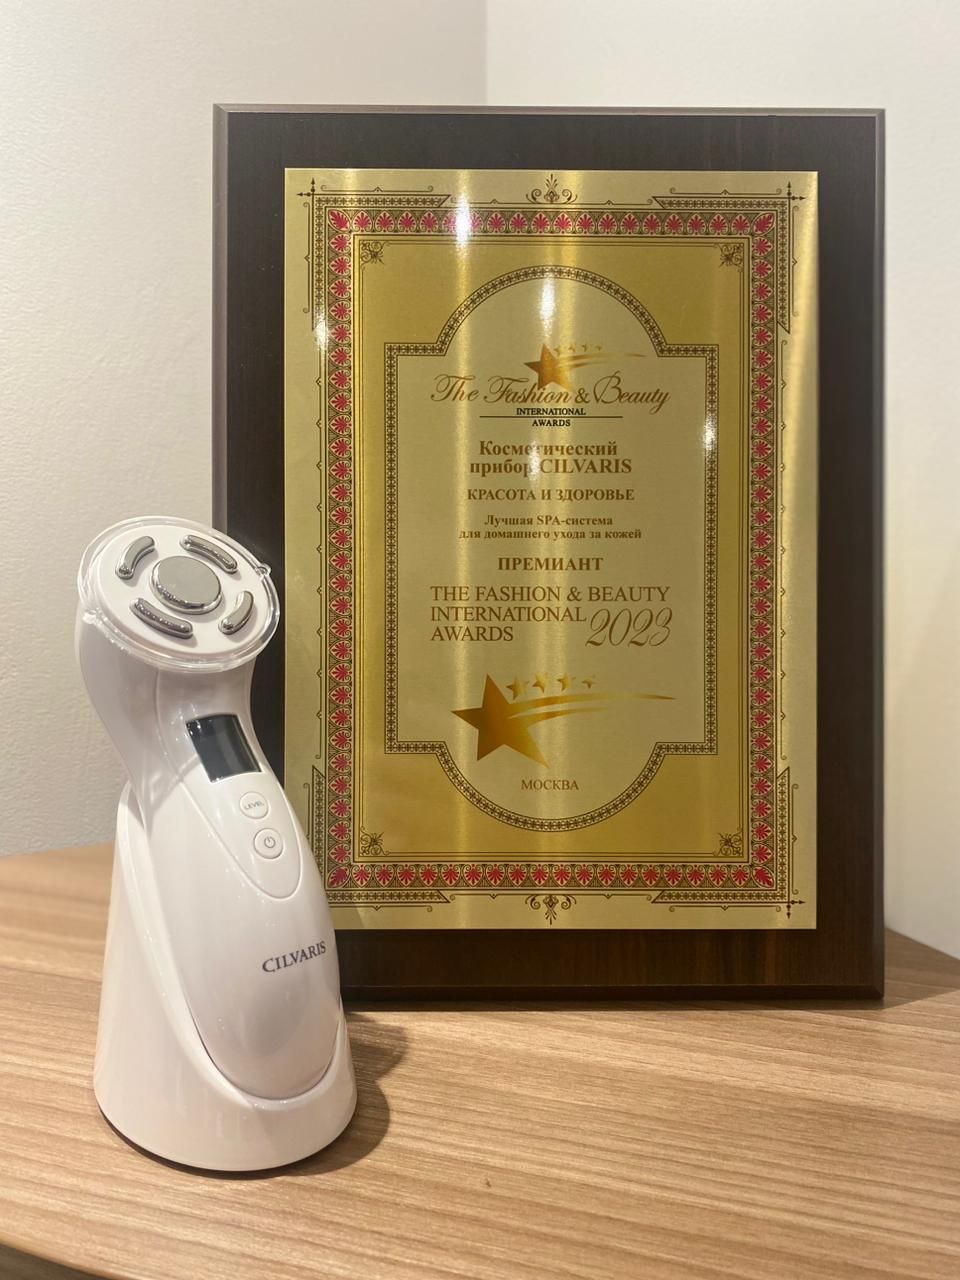 The Fashion & Beauty
INTERNATIONAL
AWARDS
Косметический
прибор CILVARIS
КРАСОТА И ЗДОРОВЬЕ
Лучшая SPA-система
для домашнего ухода за кожей
ПРЕМИАНТ
THE FASHION & BEAUTY
INTERNATIONAL
AWARDS 2023
МОСКВА
LEVEL
CILVARIS